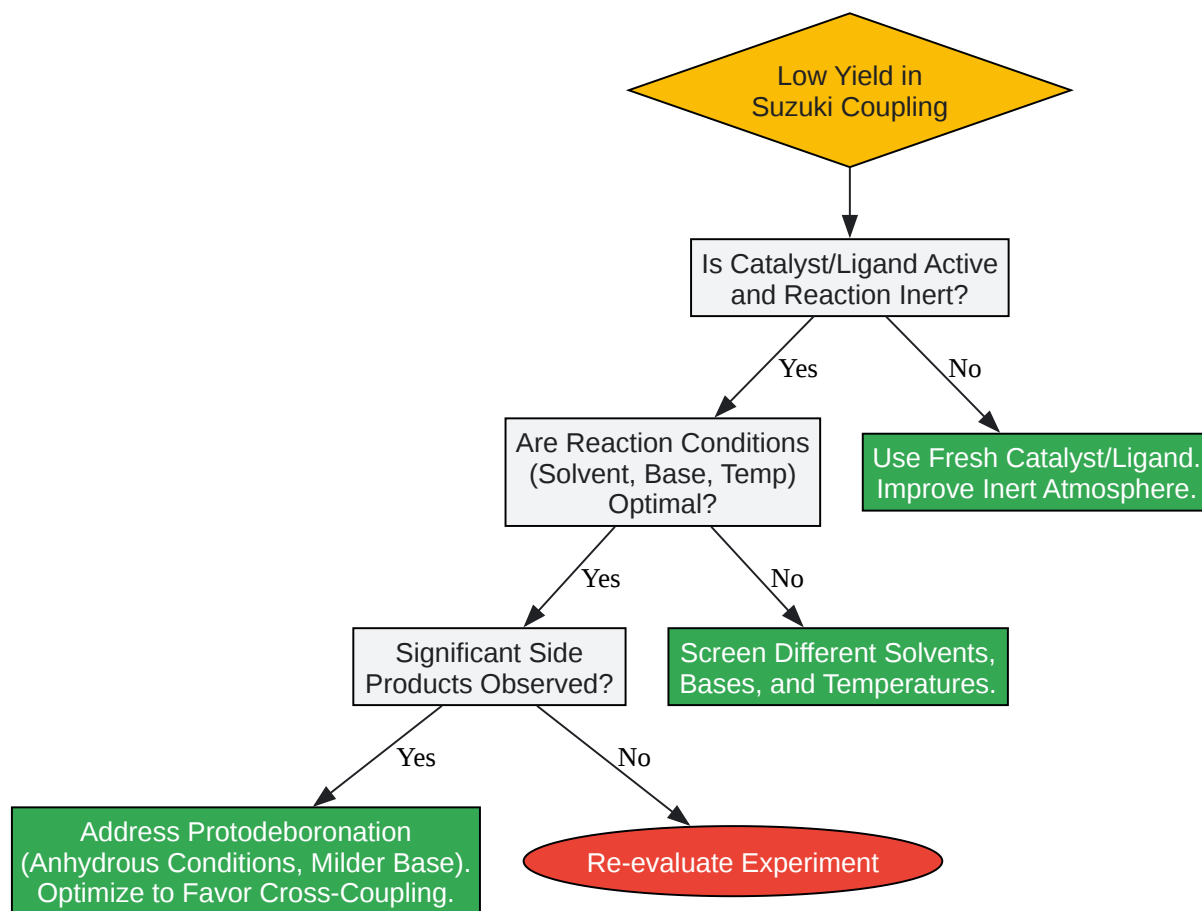 Low Yield in
Suzuki Coupling
Is Catalyst/Ligand Active
and Reaction Inert?
Yes
No
Are Reaction Conditions
(Solvent, Base, Temp)
Optimal?
Use Fresh Catalyst/Ligand.
Improve Inert Atmosphere.
Yes
No
Significant Side
Products Observed?
Screen Different Solvents,
Bases, and Temperatures.
Yes
No
Address Protodeboronation
(Anhydrous Conditions, Milder Base).
Optimize to Favor Cross-Coupling.
Re-evaluate Experiment